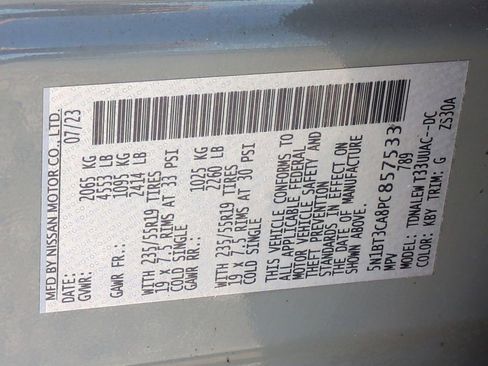 MFD BY NISSAN MOTOR CO., LTD.
DATE: 07/23
GVWR: 2065 KG
4553 LB
GAWR FR: 1095 KG
2414 LB
WITH 235/55R19 TIRES
19 X 7.5 RIMS AT 33 PSI
COLD SINGLE
GAWR RR: 1025 KG
2260 LB
WITH 235/55R19 TIRES
19 X 7.5 RIMS AT 30 PSI
COLD SINGLE
THIS VEHICLE CONFORMS TO
ALL APPLICABLE FEDERAL
MOTOR VEHICLE SAFETY AND
THEFT PREVENTION
STANDARDS IN EFFECT ON
THE DATE OF MANUFACTURE
SHOWN ABOVE.
5N1BT3CA8PC857533
MPV 789
MODEL: TDNALEW T33IUUAC--DC
COLOR: KBY TRIM: G ZS30A